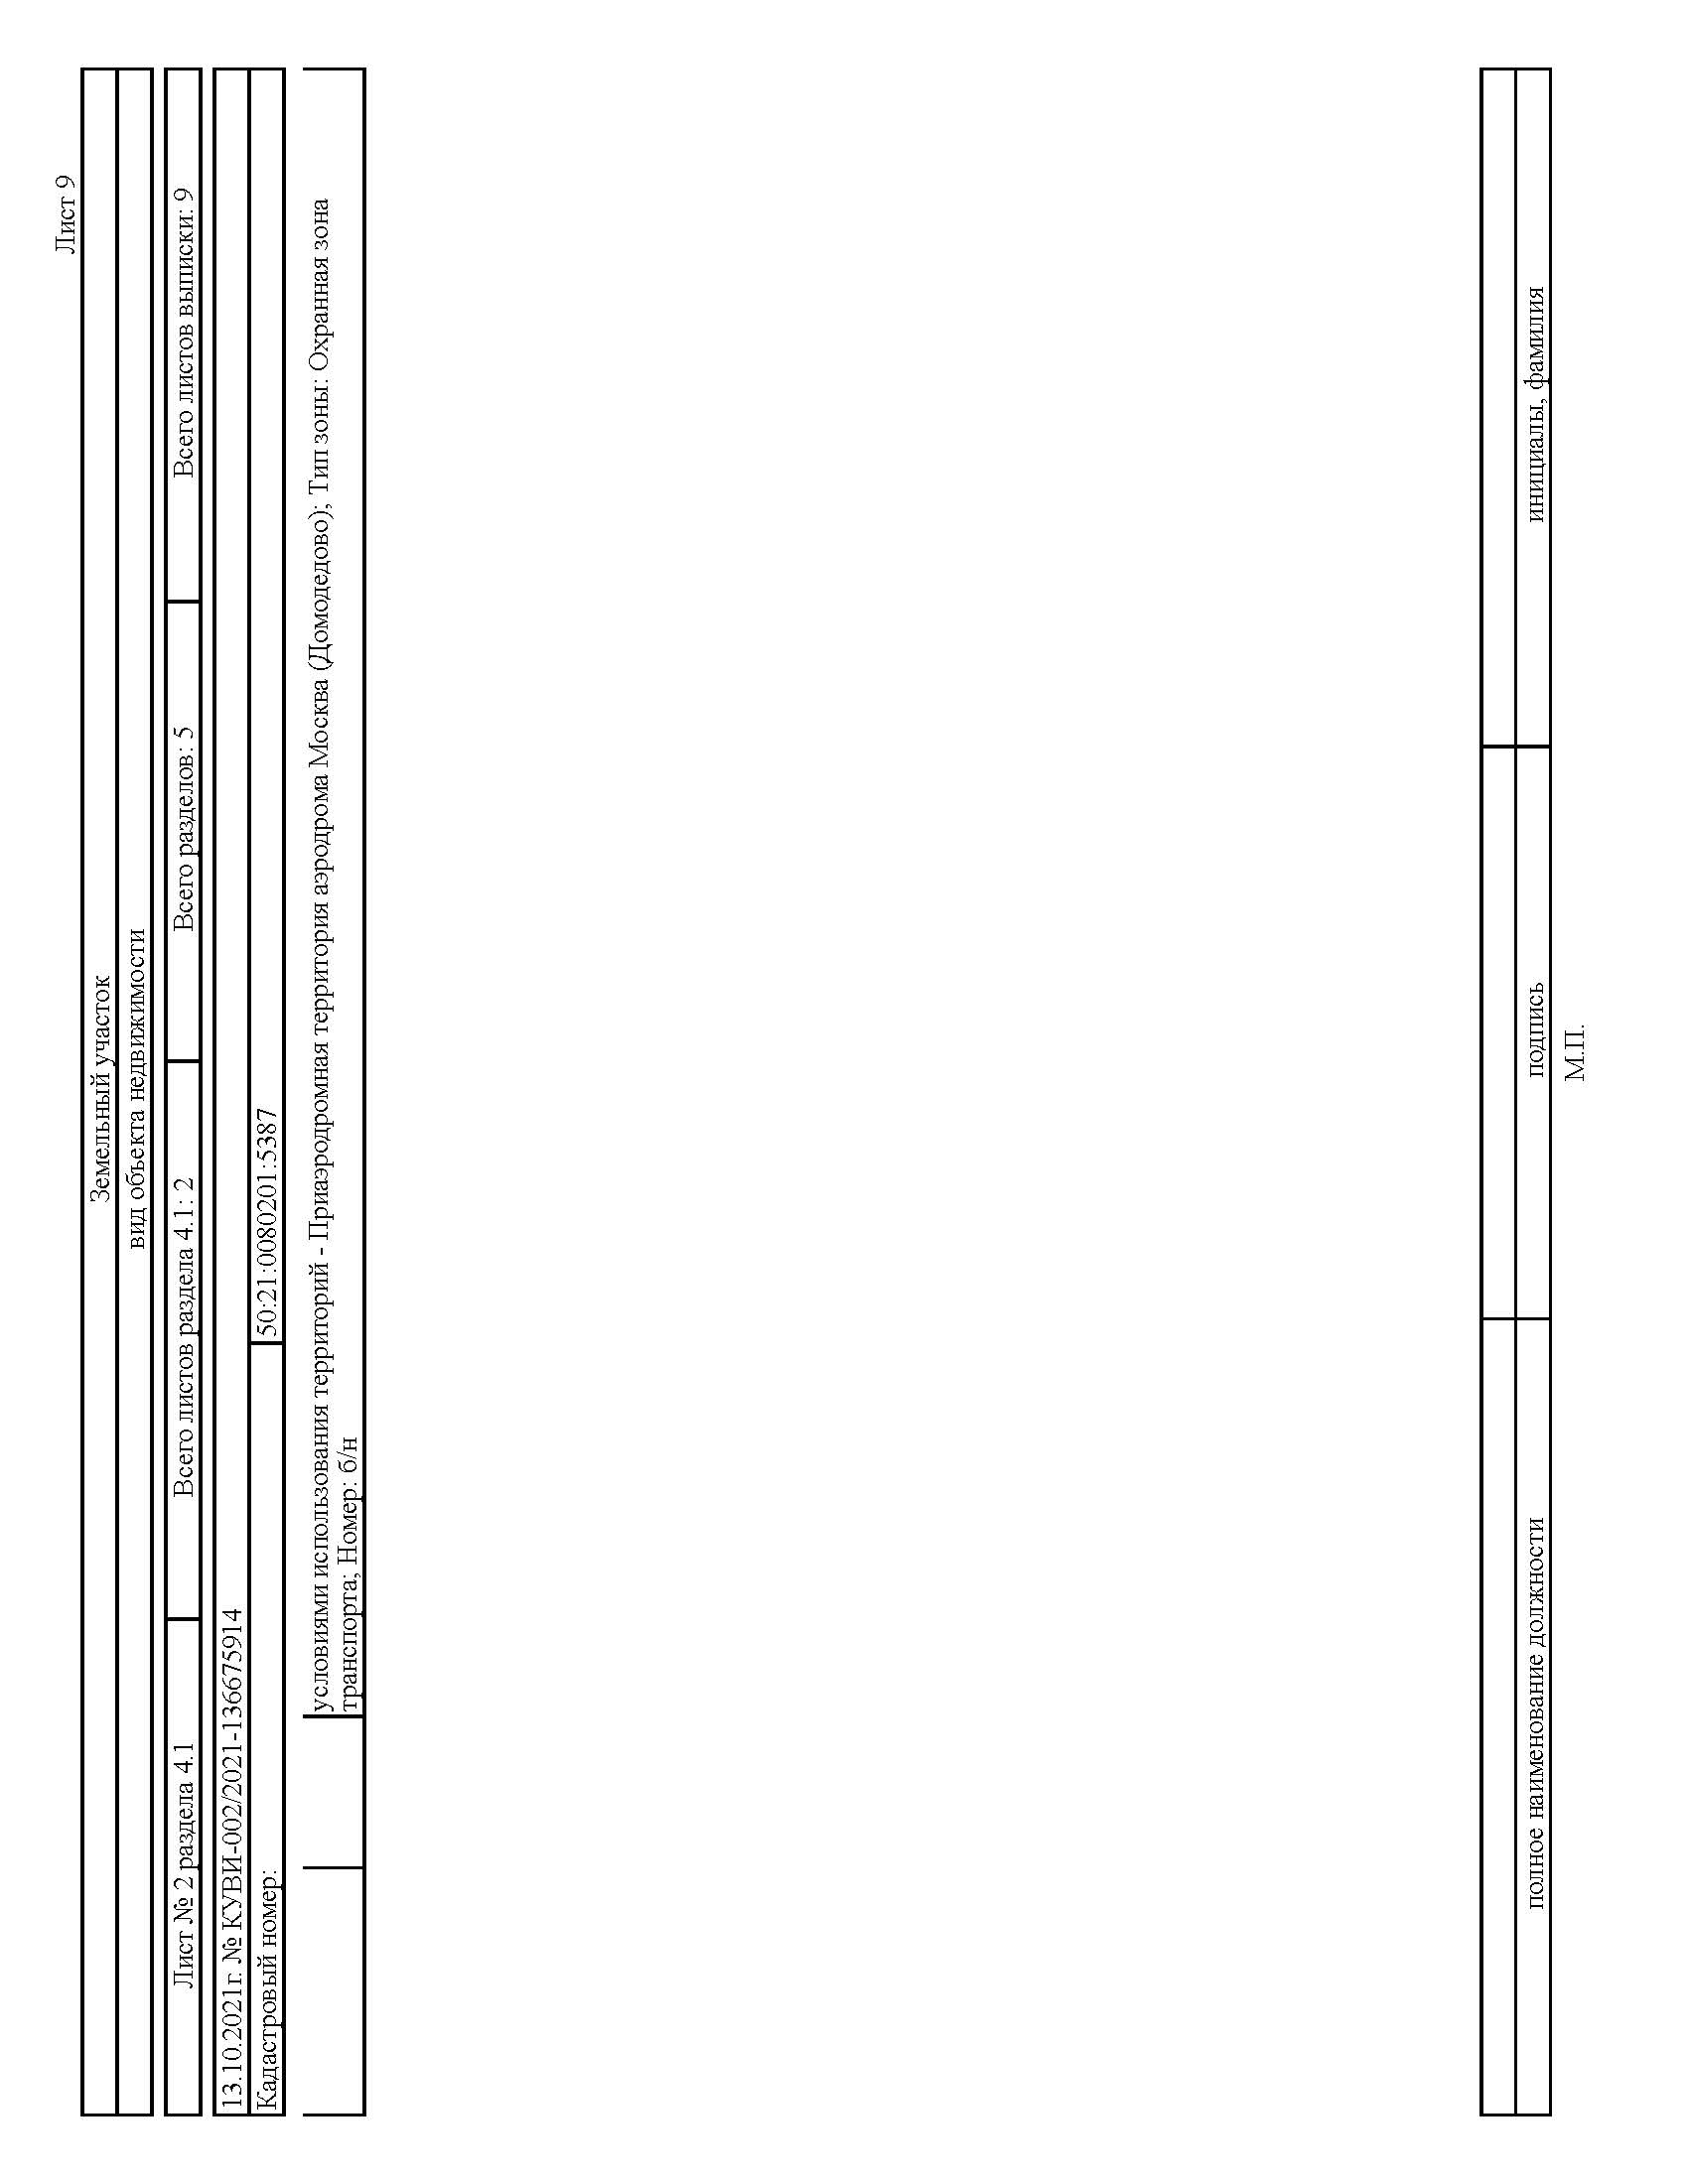 Лист 9
Земельный участок
вид объекта недвижимости
Лист № 2 раздела 4.1
Всего листов раздела 4.1: 2
Всего разделов: 5
Всего листов выписки: 9
13.10.2021г. № КУВИ-002/2021-136675914
Кадастровый номер:
50:21:0080201:5387
условиями использования территорий - Приаэродромная территория аэродрома Москва (Домодедово); Тип зоны: Охранная зона
транспорта; Номер: б/н
полное наименование должности
подпись
инициалы, фамилия
М.П.